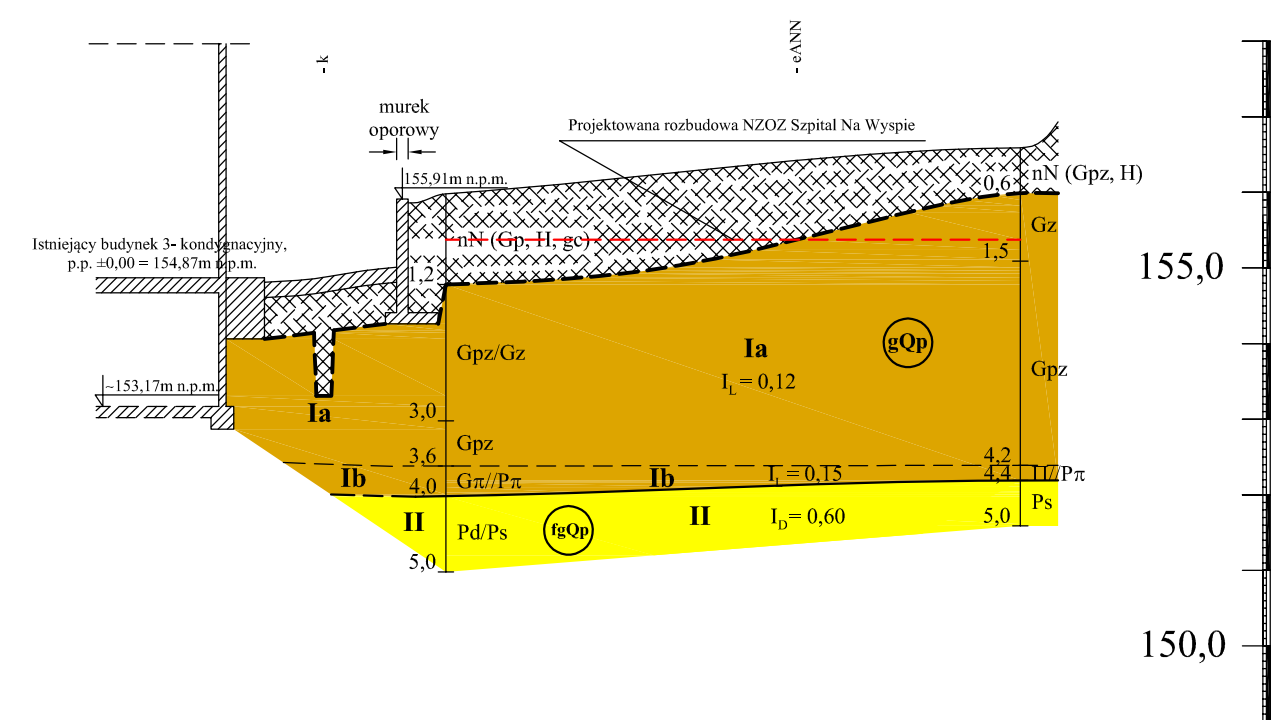 - k
- eANN
murek
oporowy
Projektowana rozbudowa NZOZ Szpital Na Wyspie
155,91m n.p.m.
0,6
nN (Gpz, H)
Gz
Istniejący budynek 3- kondygnacyjny,
p.p. ±0,00 = 154,87m n.p.m.
nN (Gp, H, gc)
1,2
1,5
155,0
gQp
Ia
I_L = 0,12
Gpz/Gz
Gpz
~153,17m n.p.m.
Ia
3,0
Gpz
3,6
4,2
Ib
Gπ//Pπ
Ib
I_L = 0,15
4,4
Π//Pπ
4,0
II
Pd/Ps
fgQp
II
I_D = 0,60
5,0
Ps
5,0
150,0